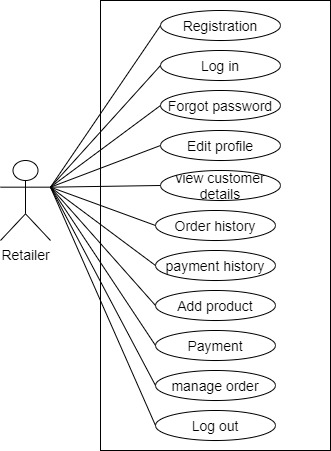 Registration
Log in
Forgot password
Edit profile
view customer
details
Order history
payment history
Add product
Payment
manage order
Log out
Retailer